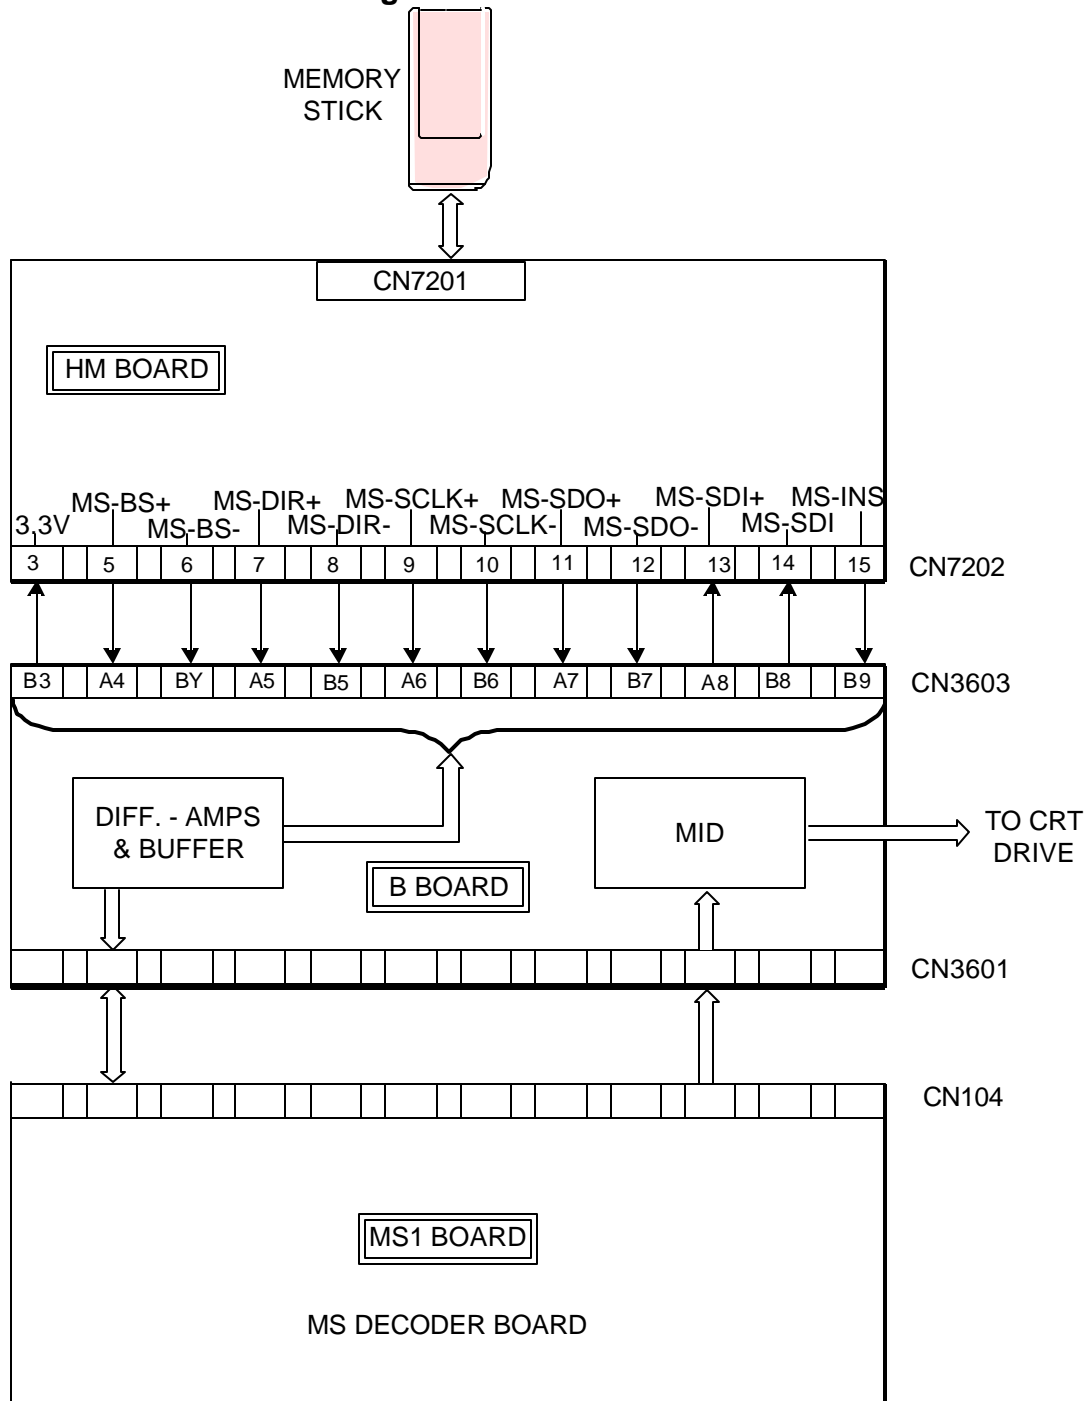 g
MEMORY
STICK
CN7201
HM BOARD
MS-BS+ MS-DIR+ MS-SCLK+ MS-SDO+ MS-SDI+ MS-INS
3,3V MS-BS- MS-DIR- MS-SCLK- MS-SDO- MS-SDI
3 5 6 7 8 9 10 11 12 13 14 15 CN7202
B3 A4 BY A5 B5 A6 B6 A7 B7 A8 B8 B9 CN3603
DIFF. - AMPS
& BUFFER
MID
TO CRT
DRIVE
B BOARD
CN3601
CN104
MS1 BOARD
MS DECODER BOARD